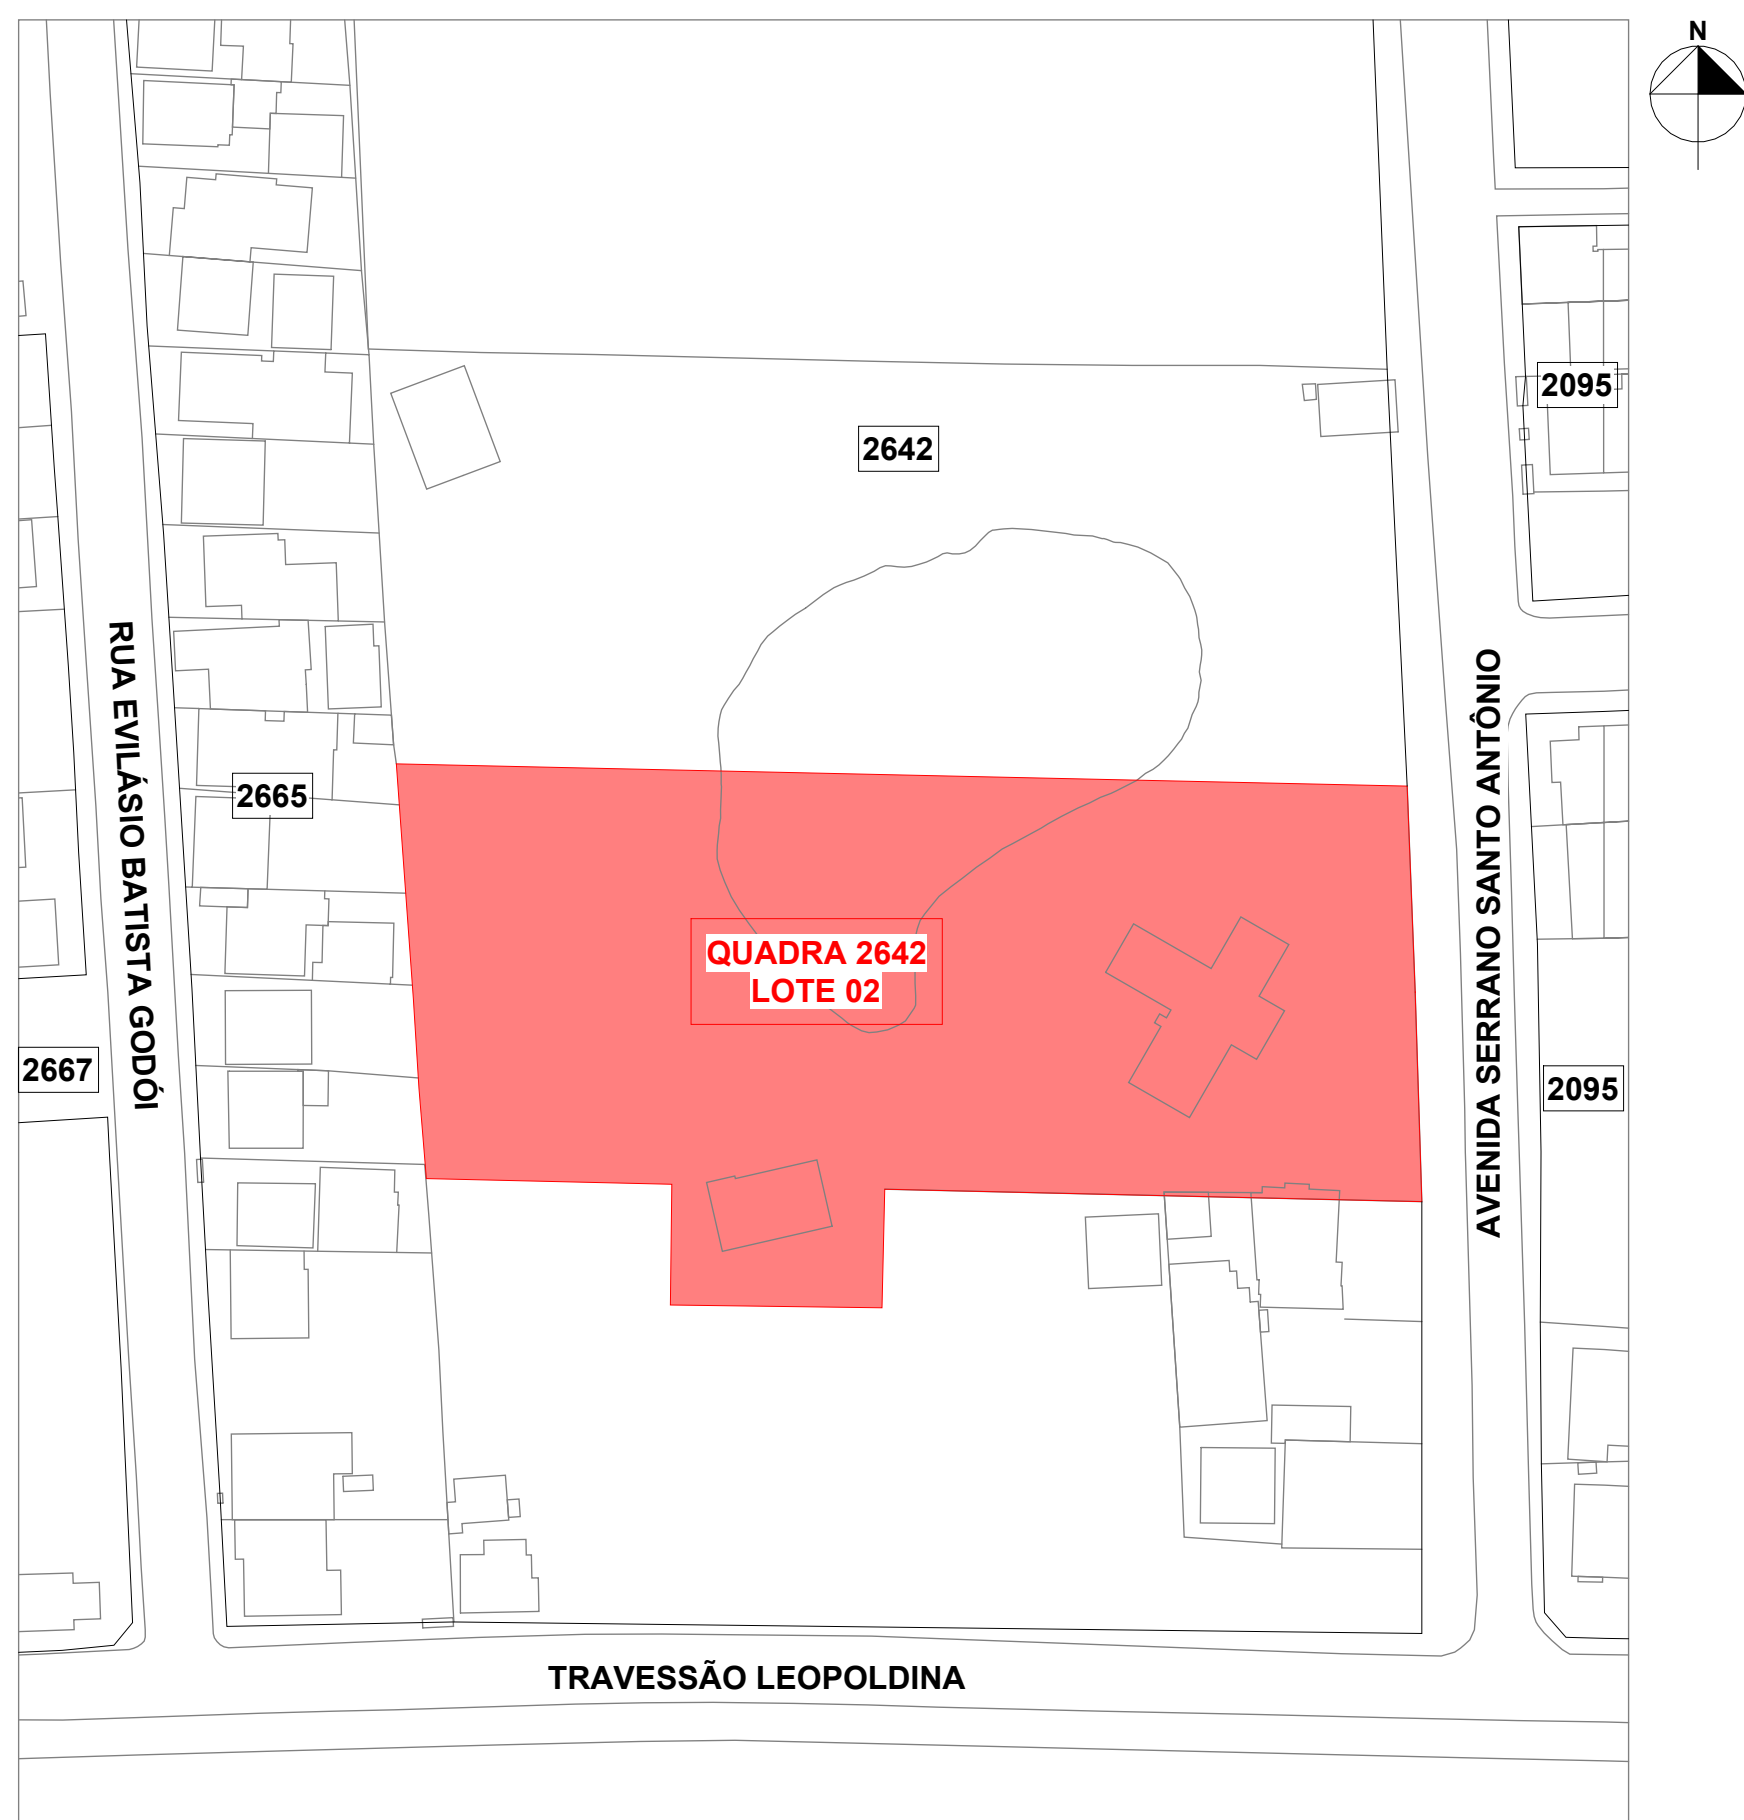 N
2095
2642
RUA EVILÁSIO BATISTA GODÓI
AVENIDA SERRANO SANTO ANTÔNIO
2665
QUADRA 2642
LOTE 02
2667
2095
TRAVESSÃO LEOPOLDINA